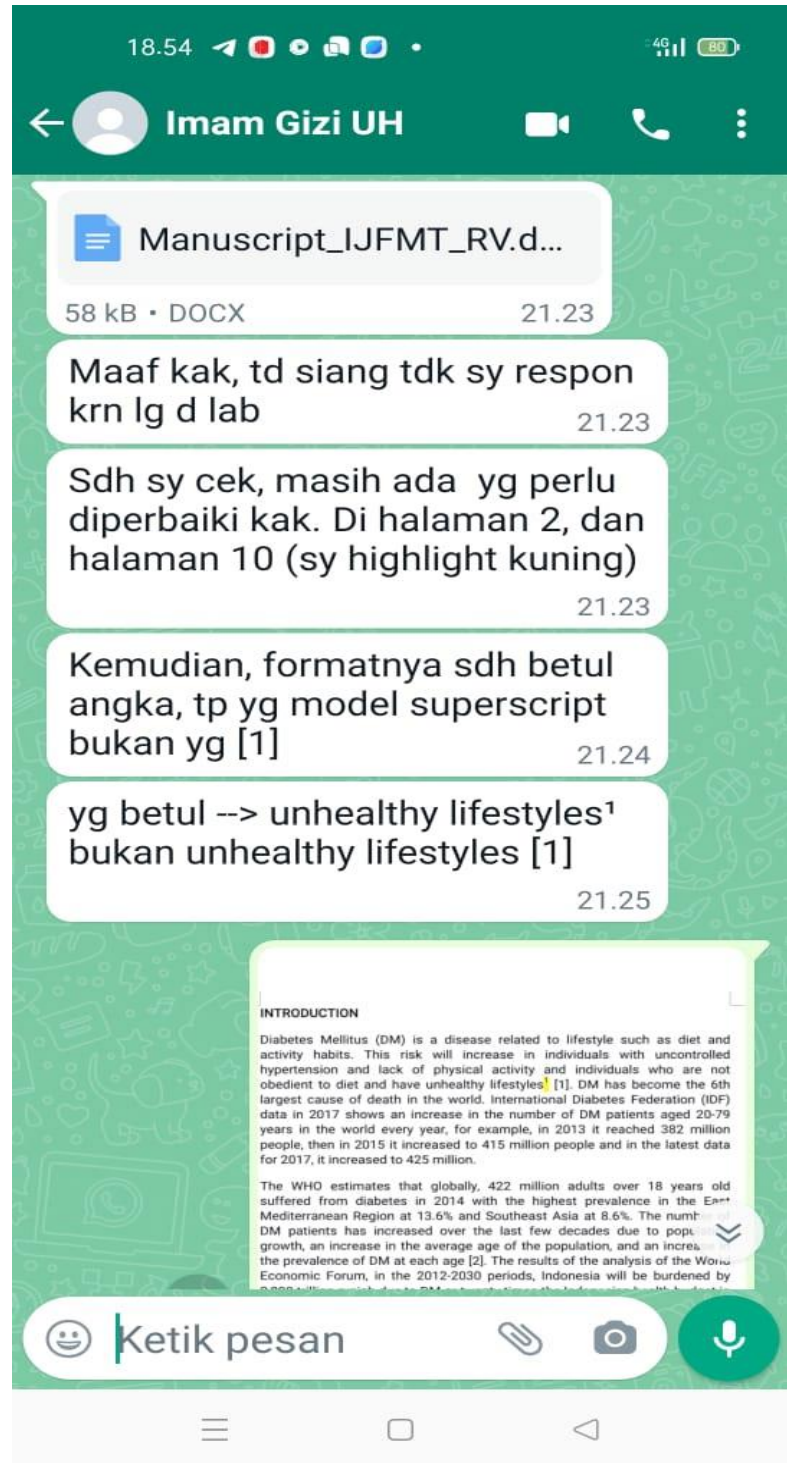 18.54
4G
80
Imam Gizi UH
Manuscript_IJFMT_RV.d...
58 kB • DOCX
21.23
Maaf kak, td siang tdk sy respon
krn lg d lab
21.23
Sdh sy cek, masih ada yg perlu
diperbaiki kak. Di halaman 2, dan
halaman 10 (sy highlight kuning)
21.23
Kemudian, formatnya sdh betul
angka, tp yg model superscript
bukan yg [1]
21.24
yg betul --> unhealthy lifestyles¹
bukan unhealthy lifestyles [1]
21.25
INTRODUCTION
Diabetes Mellitus (DM) is a disease related to lifestyle such as diet and
activity habits. This risk will increase in individuals with uncontrolled
hypertension and lack of physical activity and individuals who are not
obedient to diet and have unhealthy lifestyles¹ [1]. DM has become the 6th
largest cause of death in the world. International Diabetes Federation (IDF)
data in 2017 shows an increase in the number of DM patients aged 20-79
years in the world every year, for example, in 2013 it reached 382 million
people, then in 2015 it increased to 415 million people and in the latest data
for 2017, it increased to 425 million.
The WHO estimates that globally, 422 million adults over 18 years old
suffered from diabetes in 2014 with the highest prevalence in the East
Mediterranean Region at 13.6% and Southeast Asia at 8.6%. The number
DM patients has increased over the last few decades due to
growth, an increase in the average age of the population, and an
the prevalence of DM at each age [2]. The results of the analysis of the World
Economic Forum, in the 2012-2030 periods, Indonesia will be burdened by
Ketik pesan